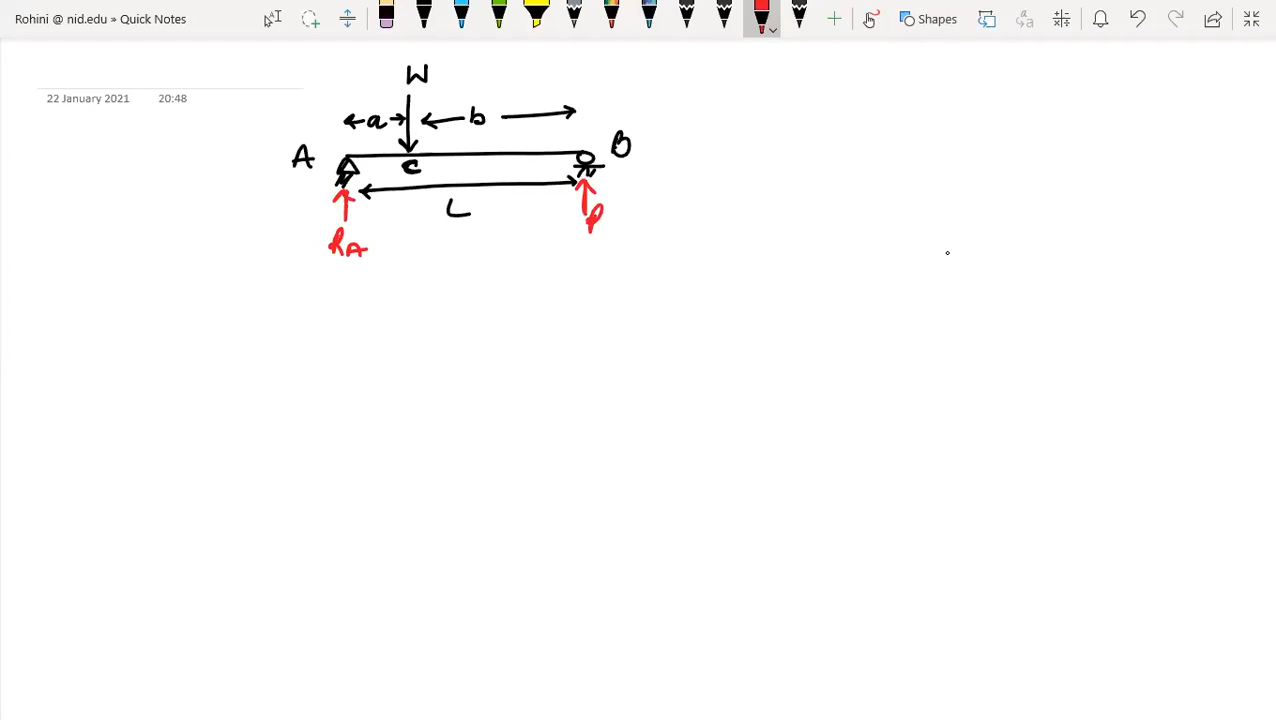 Rohini @ nid.edu » Quick Notes
Shapes
22 January 2021 20:48
W
a b
A B
C
L
RA